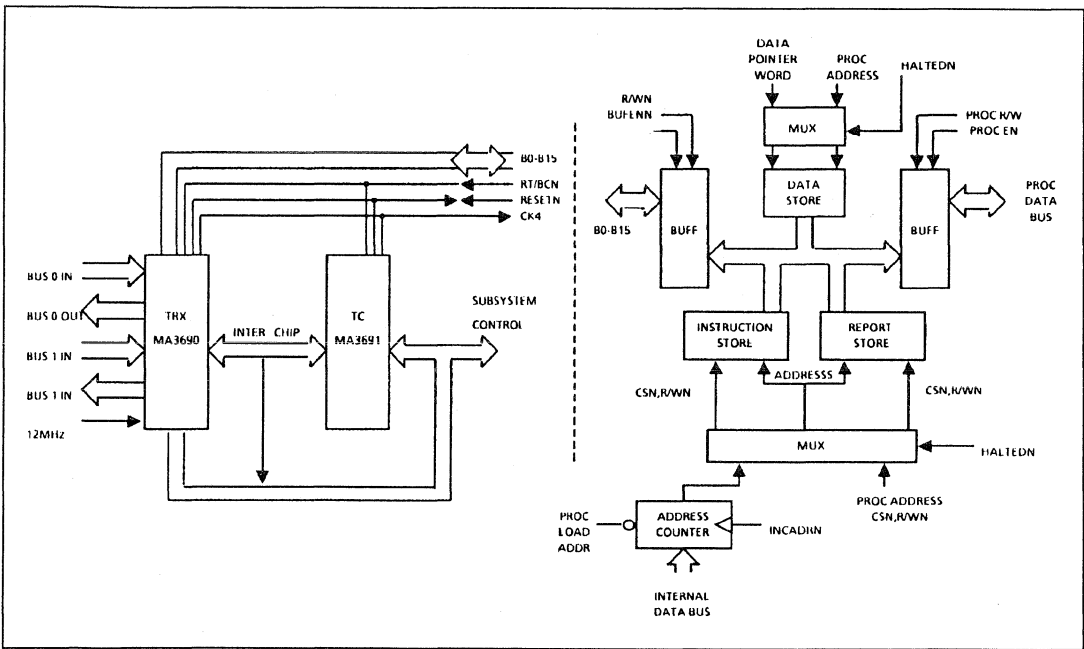 B0-B15
RT/BCN
RESETN
CK4
BUS 0 IN
BUS 0 OUT
BUS 1 IN
BUS 1 IN
12MHz
TRX
MA3690
INTER CHIP
TC
MA3691
SUBSYSTEM
CONTROL
DATA
POINTER
WORD
PROC
ADDRESS
HALTEDN
R/WN
BUFENN
MUX
PROC R/W
PROC EN
DATA
STORE
B0-B15
BUFF
BUFF
PROC
DATA
BUS
INSTRUCTION
STORE
REPORT
STORE
ADDRESSS
CSN,R/WN
CSN,R/WN
MUX
HALTEDN
PROC ADDRESS
CSN,R/WN
PROC
LOAD
ADDR
ADDRESS
COUNTER
INCADRN
INTERNAL
DATA BUS